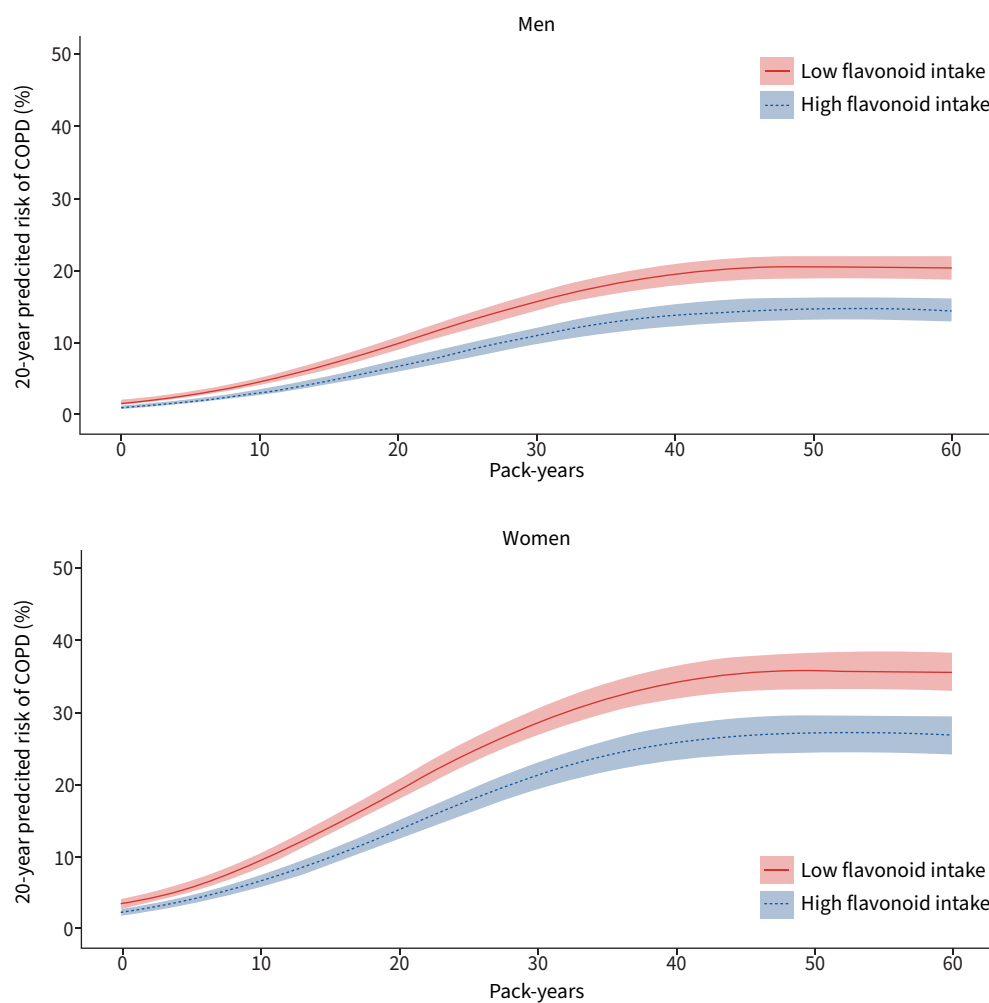 Men
50
40
30
20
10
0
20-year predcited risk of COPD (%)
Low flavonoid intake
High flavonoid intake
0 10 20 30 40 50 60
Pack-years
Women
50
40
30
20
10
0
20-year predcited risk of COPD (%)
Low flavonoid intake
High flavonoid intake
0 10 20 30 40 50 60
Pack-years